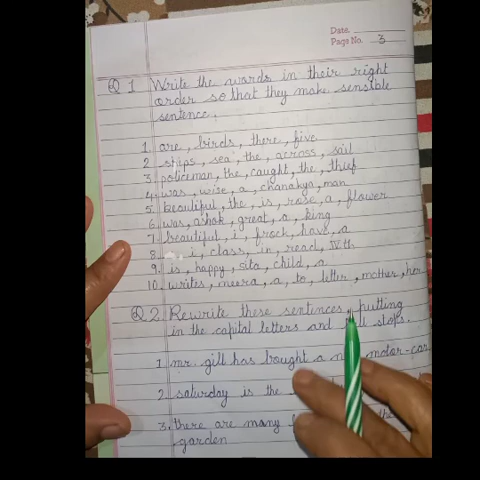 Date.
Page No. 3
Q 1 Write the words in their right
order so that they make sensible
sentence.
1. are, birds, there, five
2 ships, sea, the, across, sail
3. policeman, the, caught, the, thief
4. was, wise, a, chanakya, man
5. beautiful, the, is, rose, a, flower
6. was, ashok, great, a, king
7. beautiful, i, frock, have, a
8. i, class, in, read, IVth
9. is, happy, sita, child, a
10. writes, meera, a, to, letter, mother, her
Q 2 Rewrite these sentences, putting
in the capital letters and stops.
1 mr. gill has bought a motor-car
2 saturday is the
3. there are many the
garden